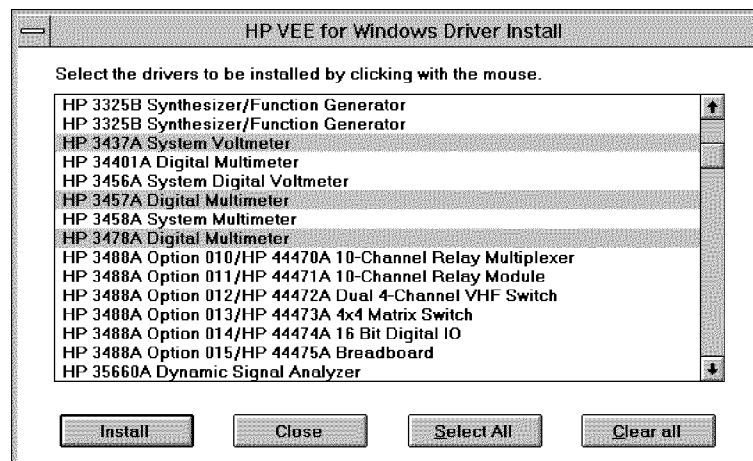 HP VEE for Windows Driver Install
Select the drivers to be installed by clicking with the mouse.
HP 3325B Synthesizer/Function Generator
HP 3325B Synthesizer/Function Generator
HP 3437A System Voltmeter
HP 34401A Digital Multimeter
HP 3456A System Digital Voltmeter
HP 3457A Digital Multimeter
HP 3458A System Multimeter
HP 3478A Digital Multimeter
HP 3488A Option 010/HP 44470A 10-Channel Relay Multiplexer
HP 3488A Option 011/HP 44471A 10-Channel Relay Module
HP 3488A Option 012/HP 44472A Dual 4-Channel VHF Switch
HP 3488A Option 013/HP 44473A 4x4 Matrix Switch
HP 3488A Option 014/HP 44474A 16 Bit Digital IO
HP 3488A Option 015/HP 44475A Breadboard
HP 35660A Dynamic Signal Analyzer
Install Close Select All Clear all